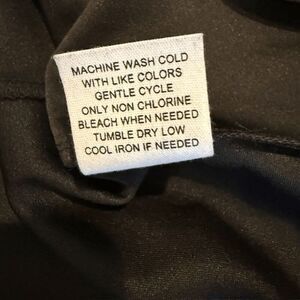 MACHINE WASH COLD
WITH LIKE COLORS
GENTLE CYCLE
ONLY NON CHLORINE
BLEACH WHEN NEEDED
TUMBLE DRY LOW
COOL IRON IF NEEDED